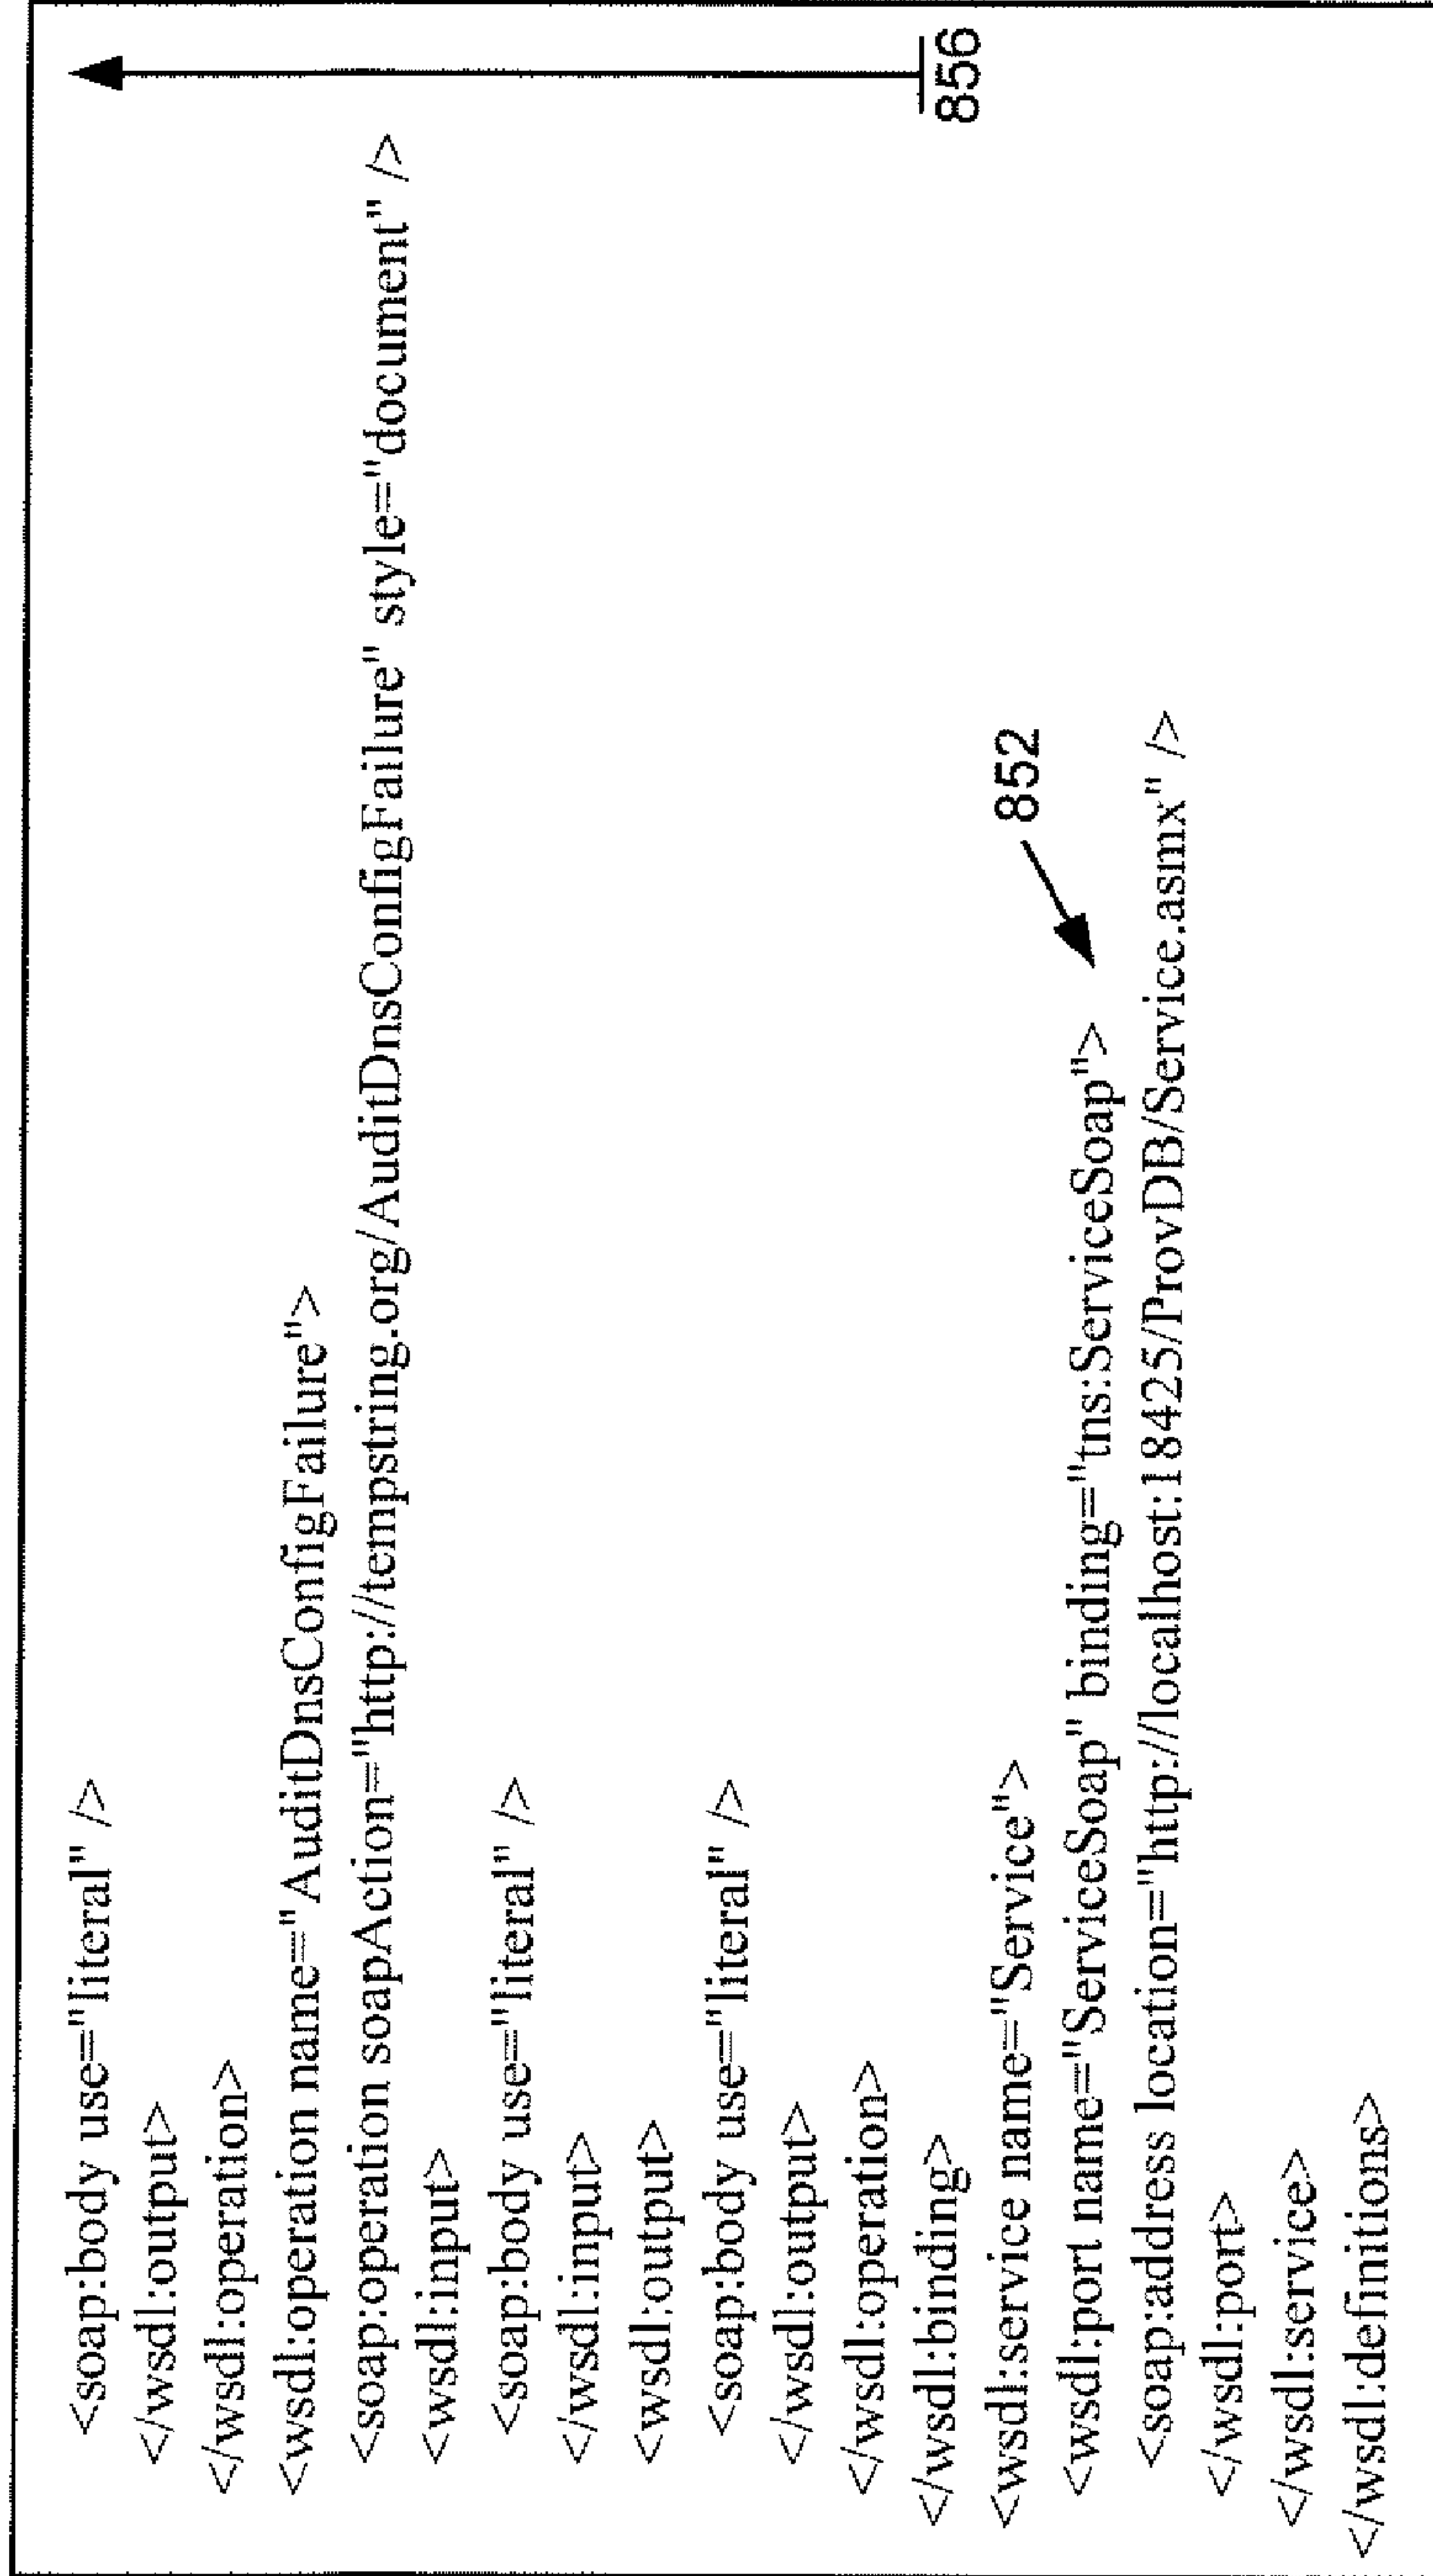 <soap:body use="literal" />
</wsdl:output>
</wsdl:operation>
<wsdl:operation name="AuditDnsConfigFailure">
<soap:operation soapAction="http://tempstring.org/AuditDnsConfigFailure" style="document" />
<wsdl:input>
<soap:body use="literal" />
</wsdl:input>
<wsdl:output>
<soap:body use="literal" />
</wsdl:output>
</wsdl:operation>
</wsdl:binding>
856
<wsdl:service name="Service">
852
<wsdl:port name="ServiceSoap" binding="tns:ServiceSoap">
<soap:address location="http://localhost:18425/ProvDB/Service.asmx" />
</wsdl:port>
</wsdl:service>
</wsdl:definitions>